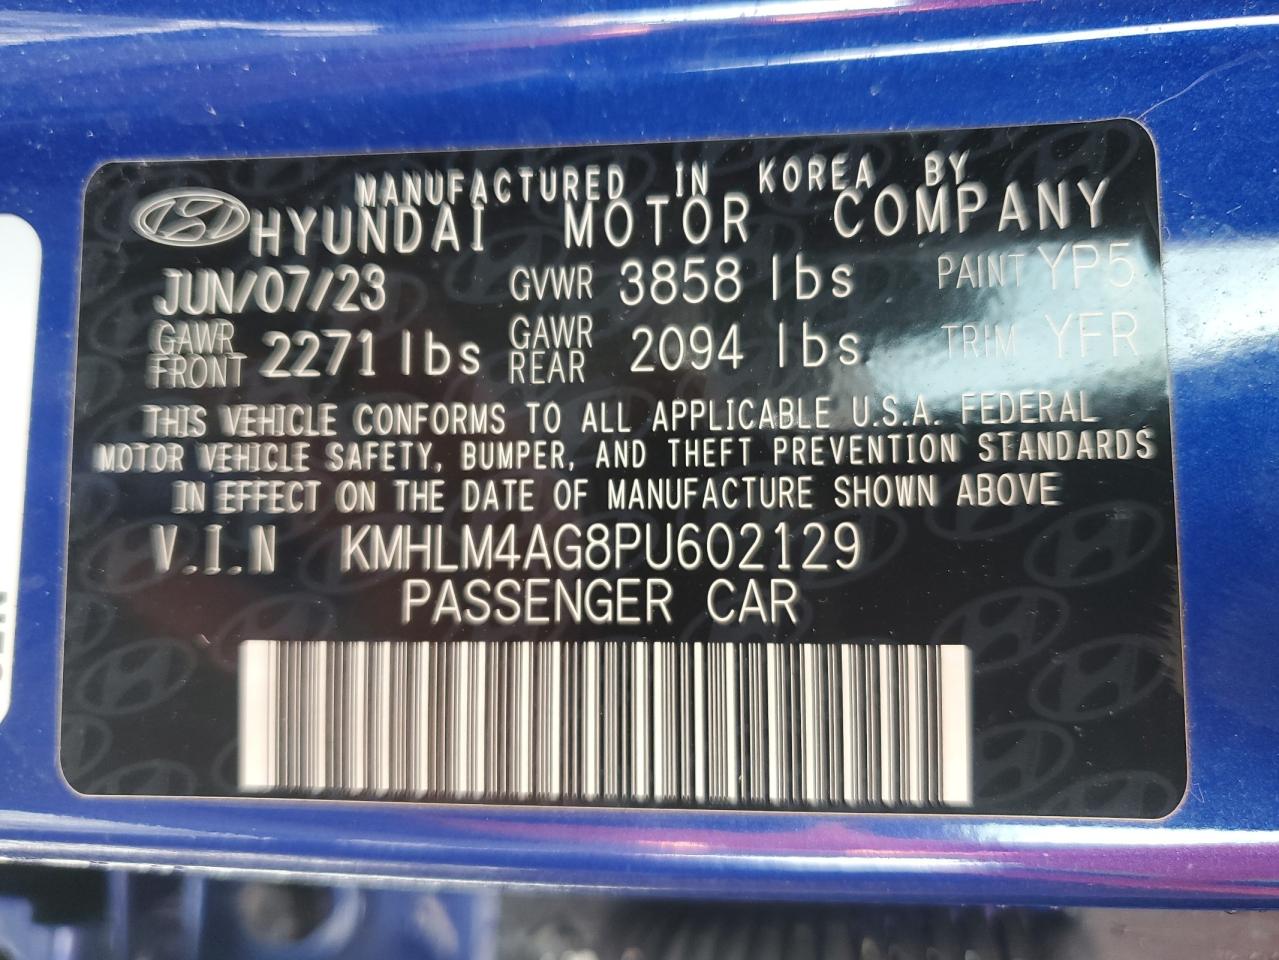 MANUFACTURED IN KOREA BY
HYUNDAI MOTOR COMPANY
JUN/07/23 GVWR 3858 lbs PAINT YP5
GAWR FRONT 2271 lbs GAWR REAR 2094 lbs. TRIM YFR
THIS VEHICLE CONFORMS TO ALL APPLICABLE U.S.A. FEDERAL
MOTOR VEHICLE SAFETY, BUMPER, AND THEFT PREVENTION STANDARDS
IN EFFECT ON THE DATE OF MANUFACTURE SHOWN ABOVE
V.I.N KMHLM4AG8PU602129
PASSENGER CAR